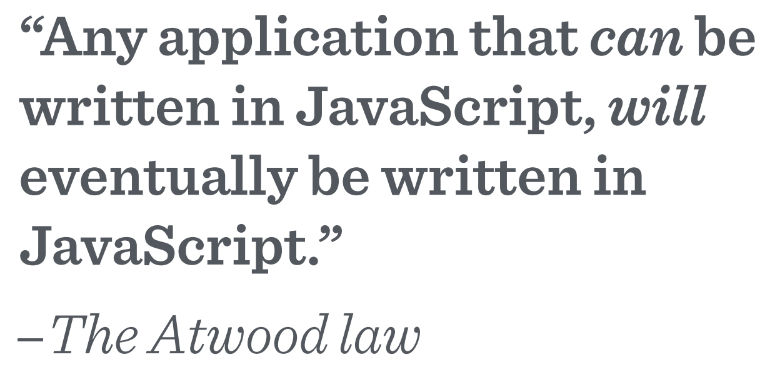 “Any application that can be
written in JavaScript, will
eventually be written in
JavaScript.”
–The Atwood law